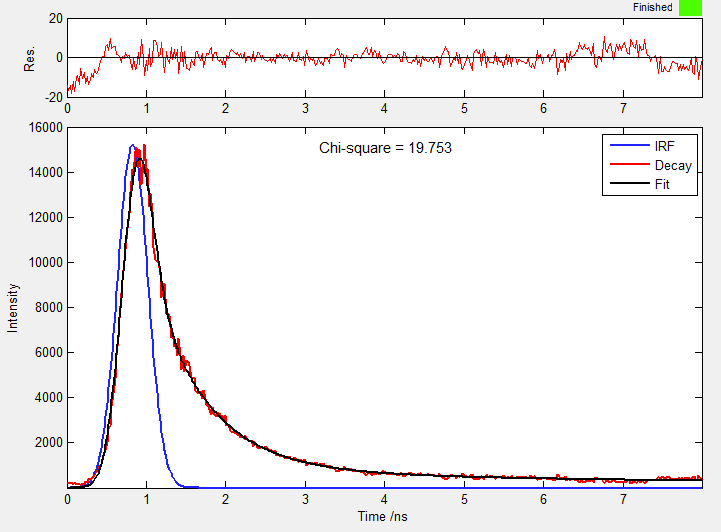 Finished
20
0
-20
Res.
0 1 2 3 4 5 6 7
16000
14000
12000
10000
8000
6000
4000
2000
Intensity
Chi-square = 19.753
IRF
Decay
Fit
0 1 2 3 4 5 6 7
Time /ns